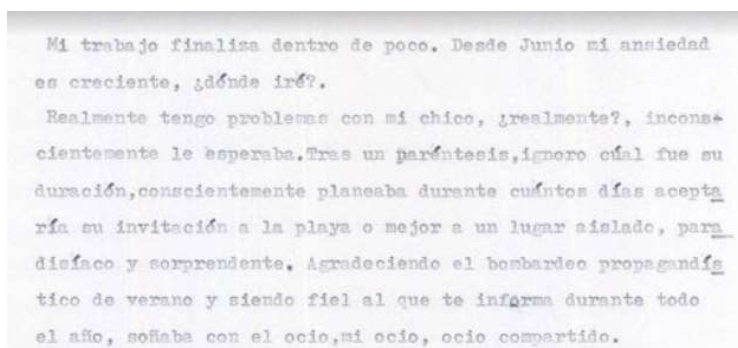 Mi trabajo finaliza dentro de poco. Desde Junio mi ansiedad
es creciente, ¿dónde iré?.
Realmente tengo problemas con mi chico, ¿realmente?, incons-
cientemente le esperaba.Tras un paréntesis,ignoro cúal fue su
duración,conscientemente planeaba durante cuántos días acepta
ría su invitación a la playa o mejor a un lugar aislado, para
disíaco y sorprendente. Agradeciendo el bombardeo propagandís
tico de verano y siendo fiel al que te informa durante todo
el año, soñaba con el ocio,mi ocio, ocio compartido.